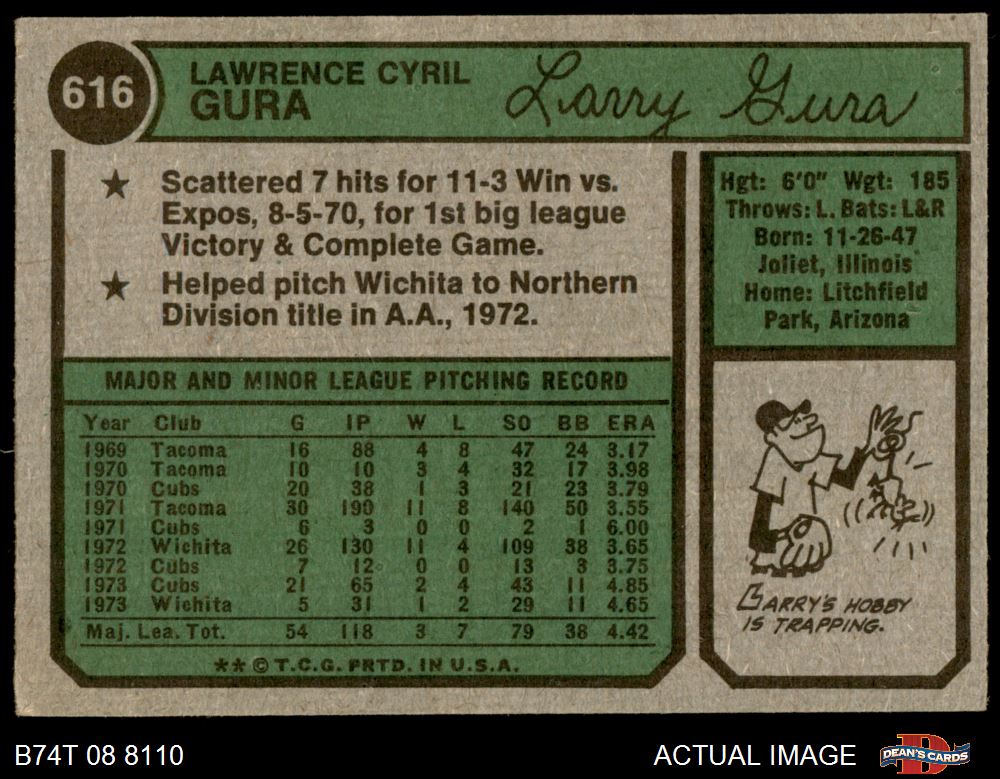 616
LAWRENCE CYRIL
GURA
Larry Gura
★ Scattered 7 hits for 11-3 Win vs.
Expos, 8-5-70, for 1st big league
Victory & Complete Game.
★ Helped pitch Wichita to Northern
Division title in A.A., 1972.
Hgt: 6'0" Wgt: 185
Throws: L. Bats: L&R
Born: 11-26-47
Joliet, Illinois
Home: Litchfield
Park, Arizona
MAJOR AND MINOR LEAGUE PITCHING RECORD
Year Club G IP W L SO BB ERA
1969 Tacoma 16 88 4 8 47 24 3.17
1970 Tacoma 10 10 3 4 32 17 3.98
1970 Cubs 20 38 1 3 21 23 3.79
1971 Tacoma 30 190 11 8 140 50 3.55
1971 Cubs 6 3 0 0 2 1 6.00
1972 Wichita 26 130 11 4 109 38 3.65
1972 Cubs 7 12 0 0 13 3 3.75
1973 Cubs 21 65 2 4 43 11 4.85
1973 Wichita 5 31 1 2 29 11 4.65
Maj. Lea. Tot. 54 118 3 7 79 38 4.42
** © T.C.G. PRTD. IN U.S.A.
BARRY'S HOBBY
IS TRAPPING.
B74T 08 8110
ACTUAL IMAGE
DEAN'S CARDS